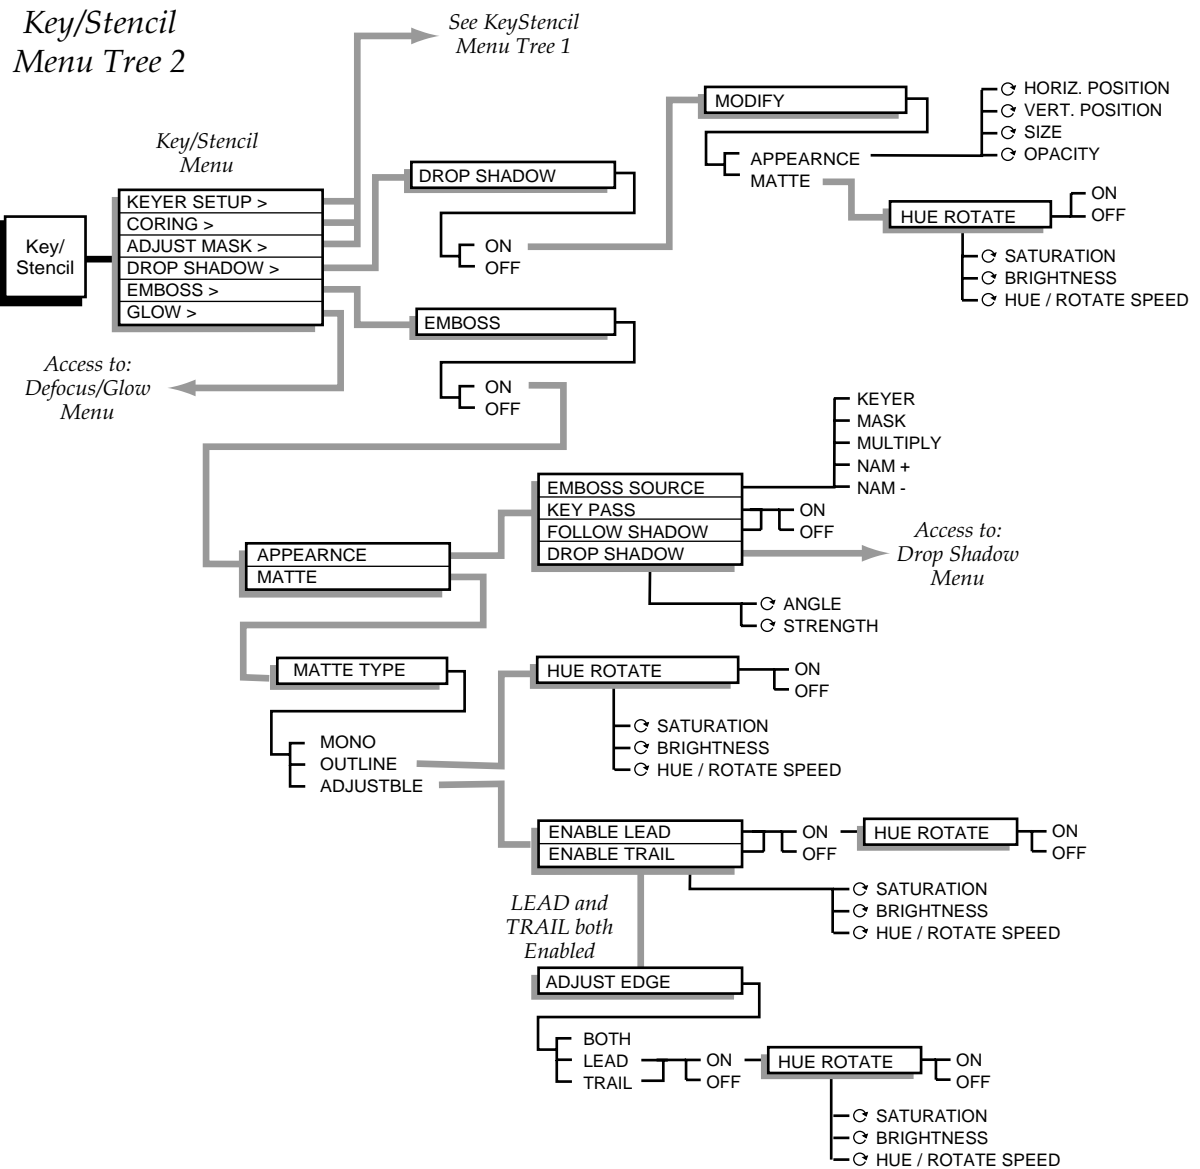 Key/Stencil
Menu Tree 2
See KeyStencil
Menu Tree 1
Key/Stencil
Menu
Key/
Stencil
KEYER SETUP >
CORING >
ADJUST MASK >
DROP SHADOW >
EMBOSS >
GLOW >
Access to:
Defocus/Glow
Menu
DROP SHADOW
ON
OFF
MODIFY
APPEARNCE
MATTE
HORIZ. POSITION
VERT. POSITION
SIZE
OPACITY
HUE ROTATE
ON
OFF
SATURATION
BRIGHTNESS
HUE / ROTATE SPEED
EMBOSS
ON
OFF
APPEARNCE
MATTE
EMBOSS SOURCE
KEY PASS
FOLLOW SHADOW
DROP SHADOW
KEYER
MASK
MULTIPLY
NAM +
NAM -
ON
OFF
Access to:
Drop Shadow
Menu
ANGLE
STRENGTH
MATTE TYPE
MONO
OUTLINE
ADJUSTBLE
HUE ROTATE
ON
OFF
SATURATION
BRIGHTNESS
HUE / ROTATE SPEED
ENABLE LEAD
ENABLE TRAIL
ON
OFF
HUE ROTATE
ON
OFF
SATURATION
BRIGHTNESS
HUE / ROTATE SPEED
LEAD and
TRAIL both
Enabled
ADJUST EDGE
BOTH
LEAD
TRAIL
ON
OFF
HUE ROTATE
ON
OFF
SATURATION
BRIGHTNESS
HUE / ROTATE SPEED